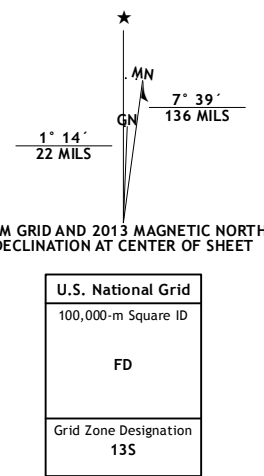 ★
MN
GN
7° 39´
136 MILS
1° 14´
22 MILS
M GRID AND 2013 MAGNETIC NORTH
DECLINATION AT CENTER OF SHEET
U.S. National Grid
100,000-m Square ID
FD
Grid Zone Designation
13S